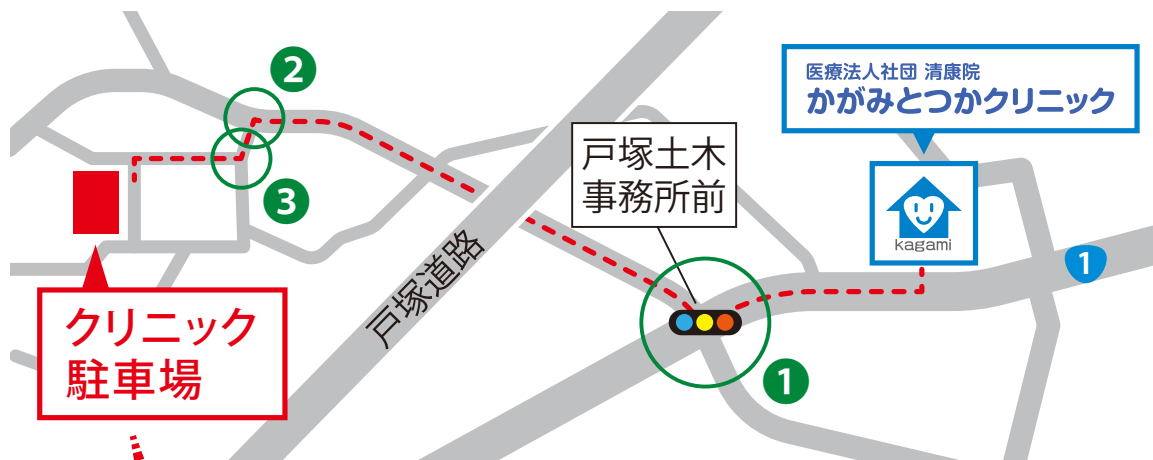 2
医療法人社団 清康院
かがみとつかクリニック
戸塚土木
事務所前
3
kagami
戸塚道路
1
クリニック
駐車場
1